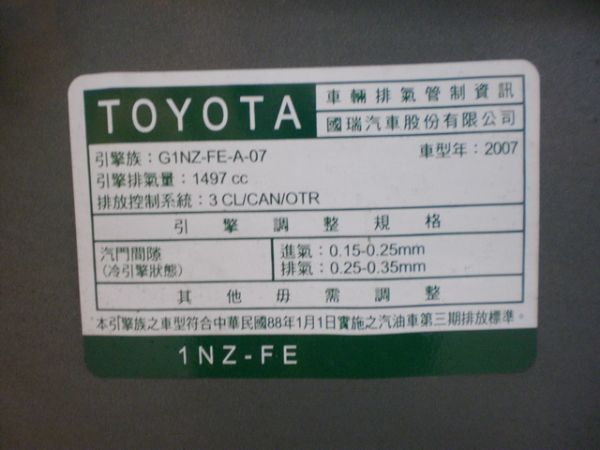 TOYOTA
車輛排氣管制資訊
國瑞汽車股份有限公司
引擎族：G1NZ-FE-A-07
車型年：2007
引擎排氣量：1497 cc
排放控制系統：3 CL/CAN/OTR
引擎調整規格
汽門間隙
(冷引擎狀態)
進氣：0.15-0.25mm
排氣：0.25-0.35mm
其他毋需調整
本引擎族之車型符合中華民國88年1月1日實施之汽油車第三期排放標準。
1NZ-FE